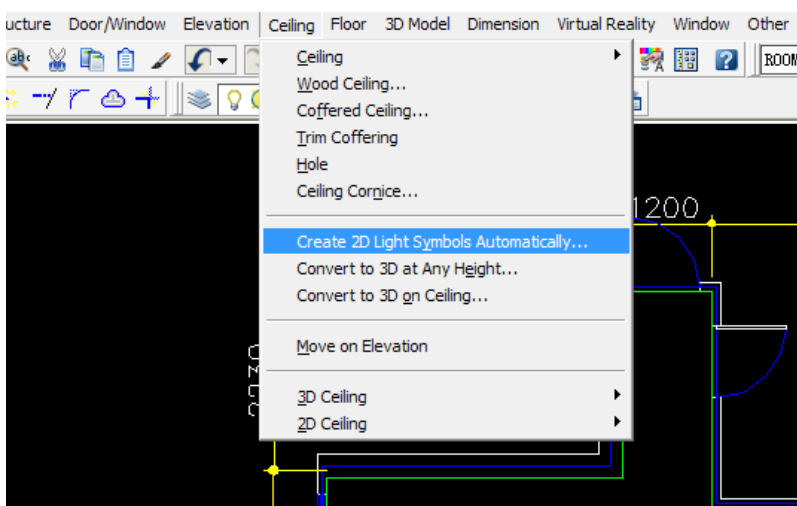 ucture Door/Window Elevation Ceiling Floor 3D Model Dimension Virtual Reality Window Other
ab
ROOM
Ceiling
Wood Ceiling...
Coffered Ceiling...
Trim Coffering
Hole
Ceiling Cornice...
1200
Create 2D Light Symbols Automatically...
Convert to 3D at Any Height...
Convert to 3D on Ceiling...
Move on Elevation
3D Ceiling
2D Ceiling